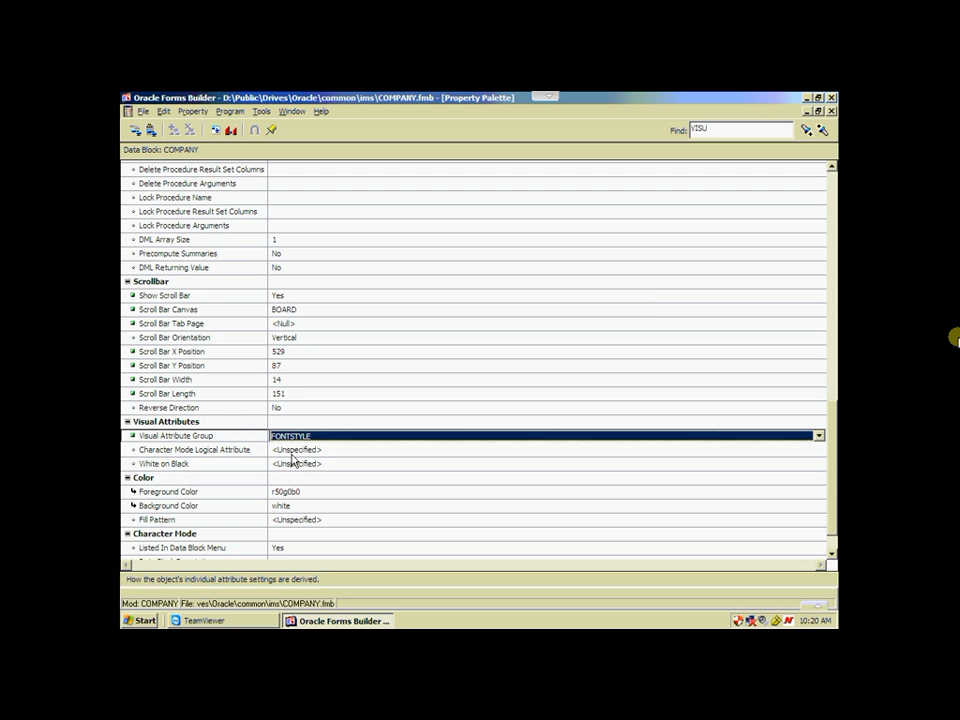 Oracle Forms Builder - D:\Public\Drives\Oracle\common\ims\COMPANY.fmb - [Property Palette]
File Edit Property Program Tools Window Help
Find: VISU
Data Block: COMPANY
Delete Procedure Result Set Columns
Delete Procedure Arguments
Lock Procedure Name
Lock Procedure Result Set Columns
Lock Procedure Arguments
DML Array Size 1
Precompute Summaries No
DML Returning Value No
Scrollbar
Show Scroll Bar Yes
Scroll Bar Canvas BOARD
Scroll Bar Tab Page <Null>
Scroll Bar Orientation Vertical
Scroll Bar X Position 529
Scroll Bar Y Position 87
Scroll Bar Width 14
Scroll Bar Length 151
Reverse Direction No
Visual Attributes
Visual Attribute Group FONTSTYLE
Character Mode Logical Attribute <Unspecified>
White on Black <Unspecified>
Color
Foreground Color r50g0b0
Background Color white
Fill Pattern <Unspecified>
Character Mode
Listed In Data Block Menu Yes
How the object's individual attribute settings are derived.
Mod: COMPANY File: ves\Oracle\common\ims\COMPANY.fmb
Start TeamViewer Oracle Forms Builder ... 10:20 AM